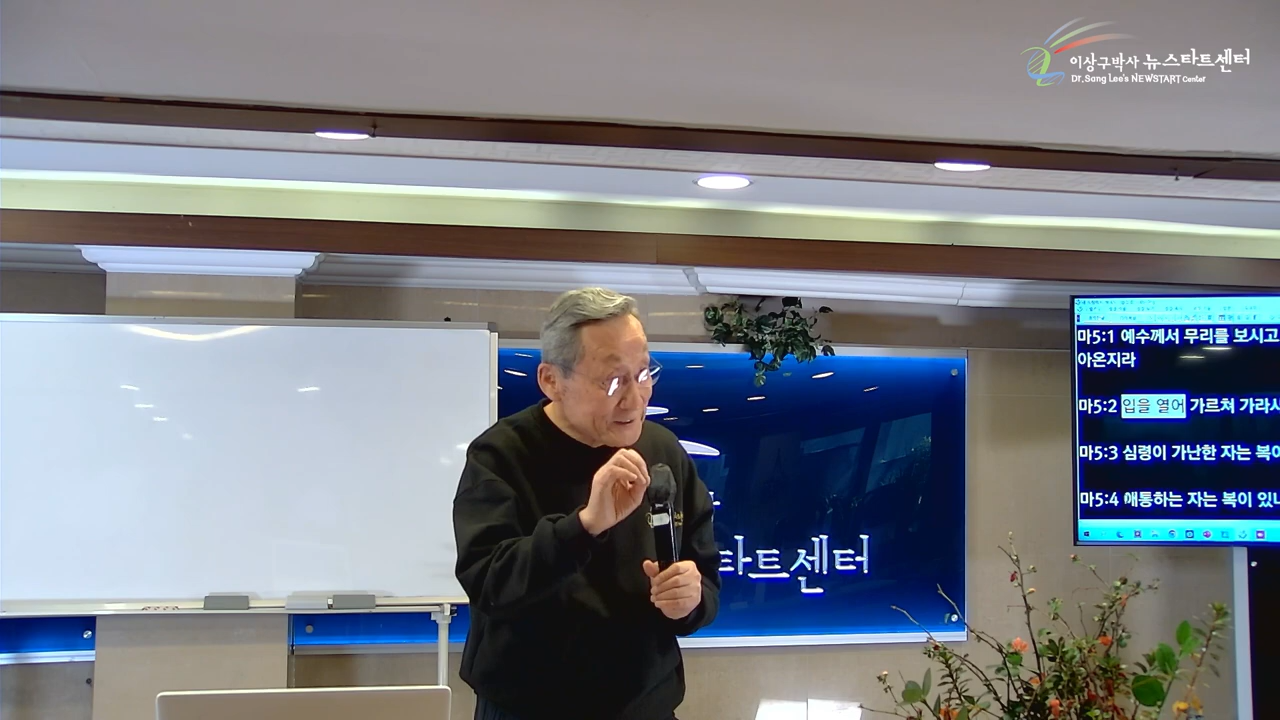 이상구박사 뉴스타트센터
Dr. Sang Lee's NEWSTART Center
마5:1 예수께서 무리를 보시고
아온지라
마5:2 입을 열어 가르쳐 가라사
마5:3 심령이 가난한 자는 복이
마5:4 애통하는 자는 복이 있나
타트센터